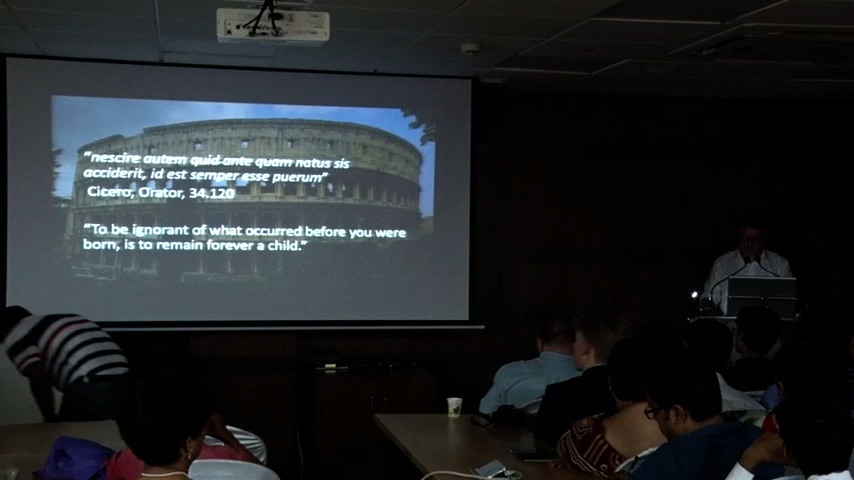 "nescire autem quid ante quam natus sis
acciderit, id est semper esse puerum"
Cicero, Orator, 34.120
"To be ignorant of what occurred before you were
born, is to remain forever a child."